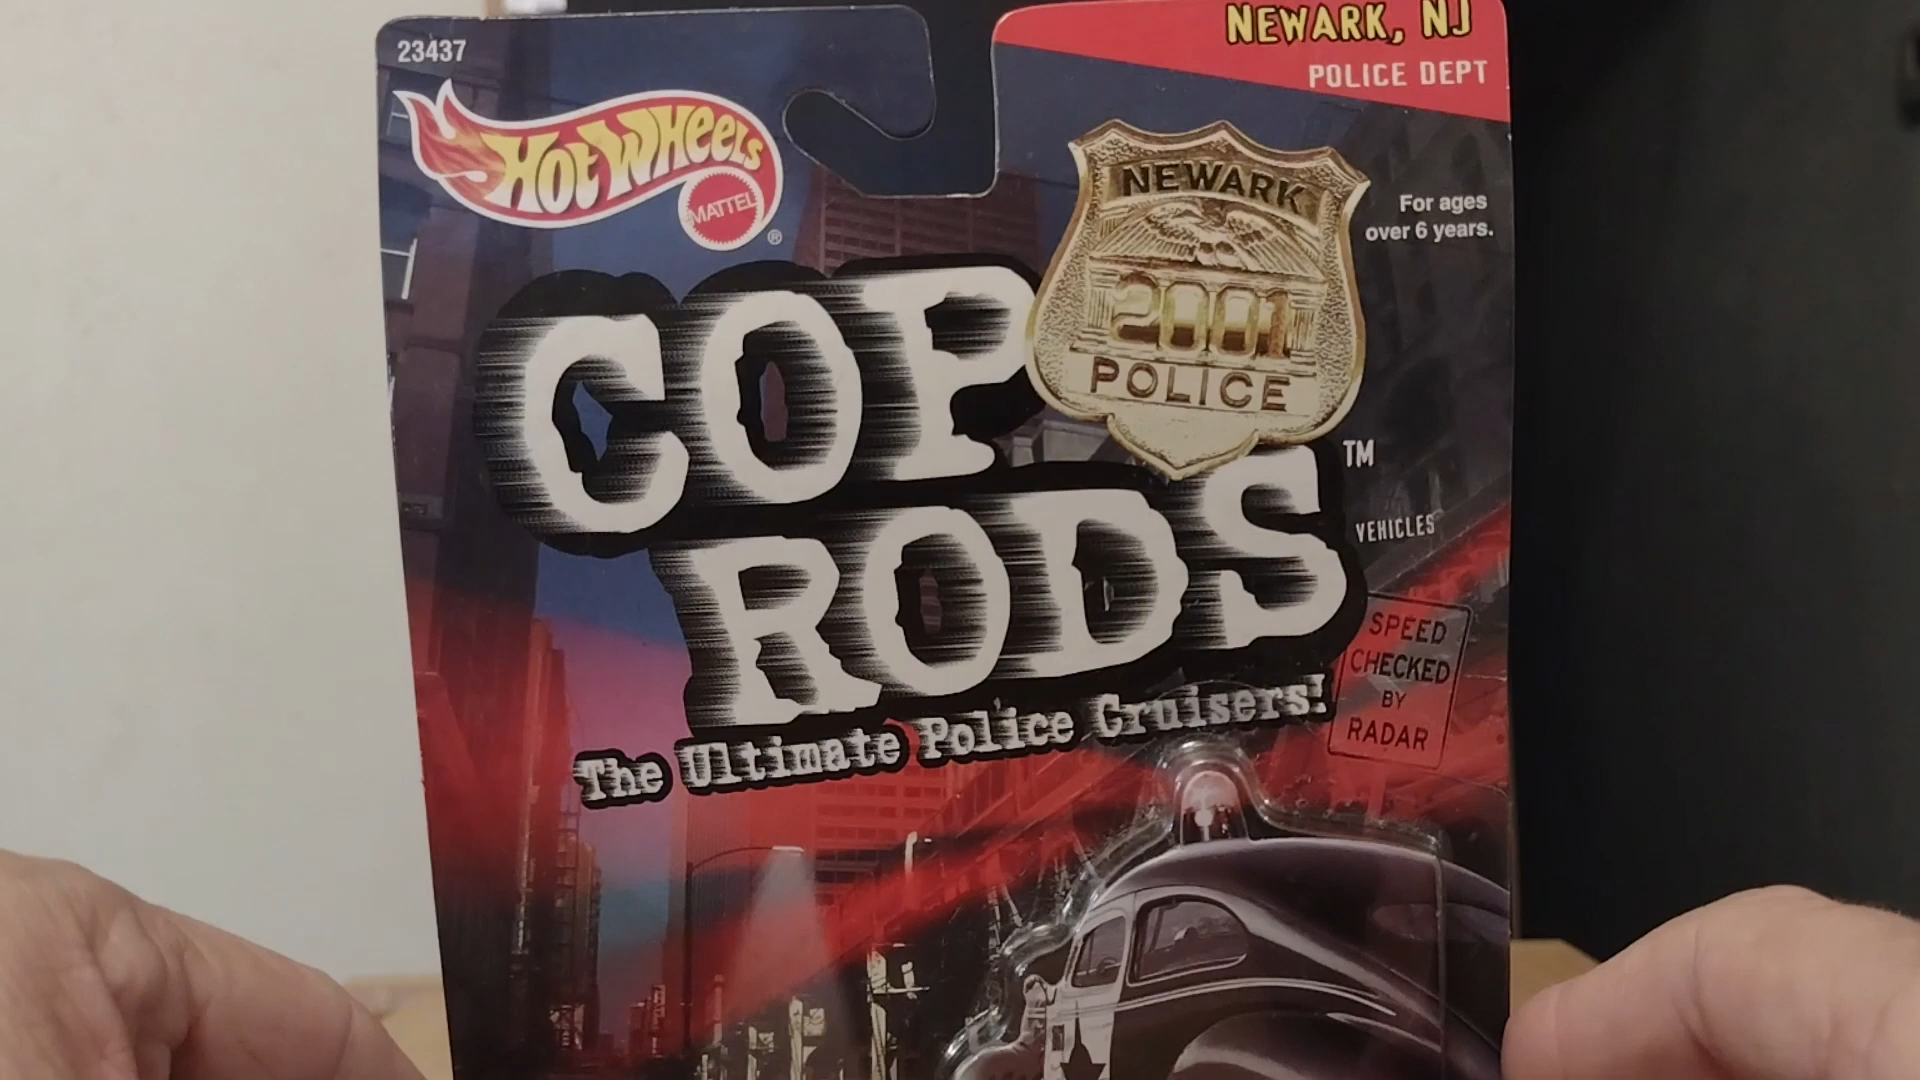 23437
NEWARK, NJ
POLICE DEPT
HOT WHEELS
MATTEL
®
NEWARK
2001
POLICE
For ages
over 6 years.
COP
RODS
TM
VEHICLES
SPEED
CHECKED
BY
RADAR
The Ultimate Police Cruisers!